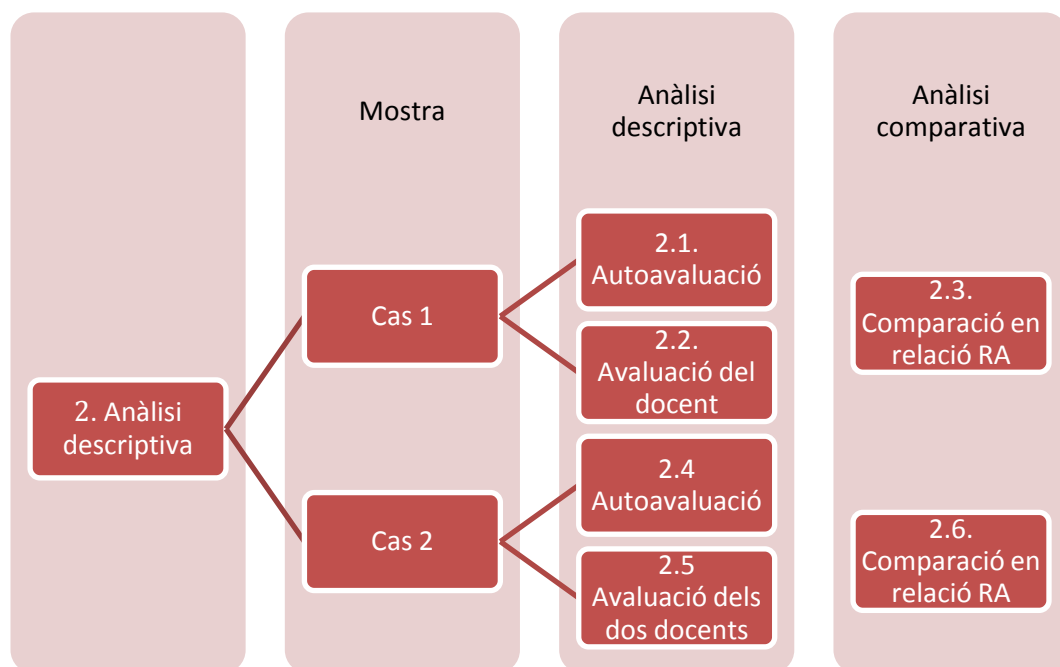 Mostra
Anàlisi
descriptiva
Anàlisi
comparativa
2. Anàlisi
descriptiva
Cas 1
2.1.
Autoavaluació
2.2.
Avaluació del
docent
2.3.
Comparació en
relació RA
Cas 2
2.4
Autoavaluació
2.5
Avaluació dels
dos docents
2.6.
Comparació en
relació RA